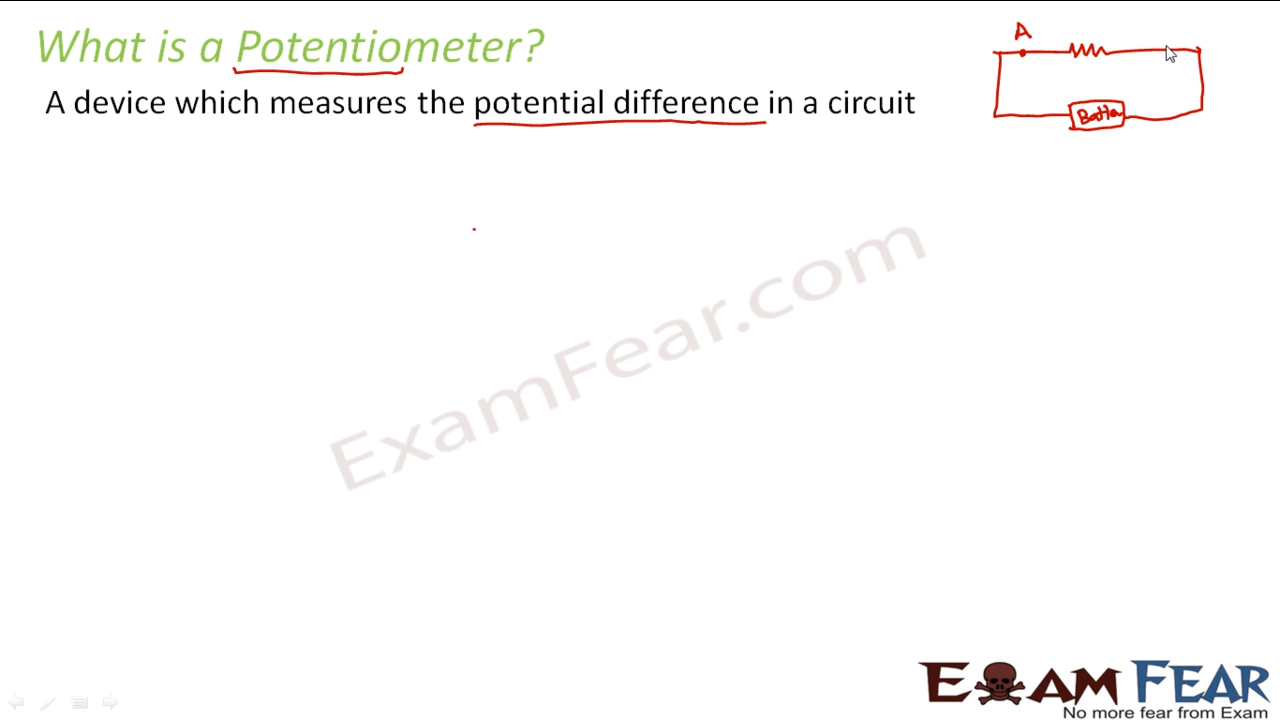 What is a Potentiometer?
A
A device which measures the potential difference in a circuit
ExamFear.com
EXAM FEAR
No more fear from Exam